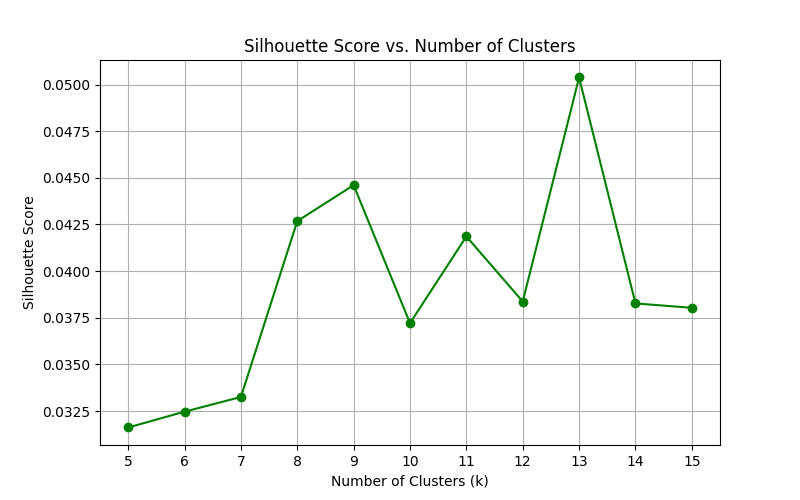 Silhouette Score vs. Number of Clusters
0.0500
0.0475
0.0450
0.0425
0.0400
0.0375
0.0350
0.0325
Silhouette Score
5 6 7 8 9 10 11 12 13 14 15
Number of Clusters (k)